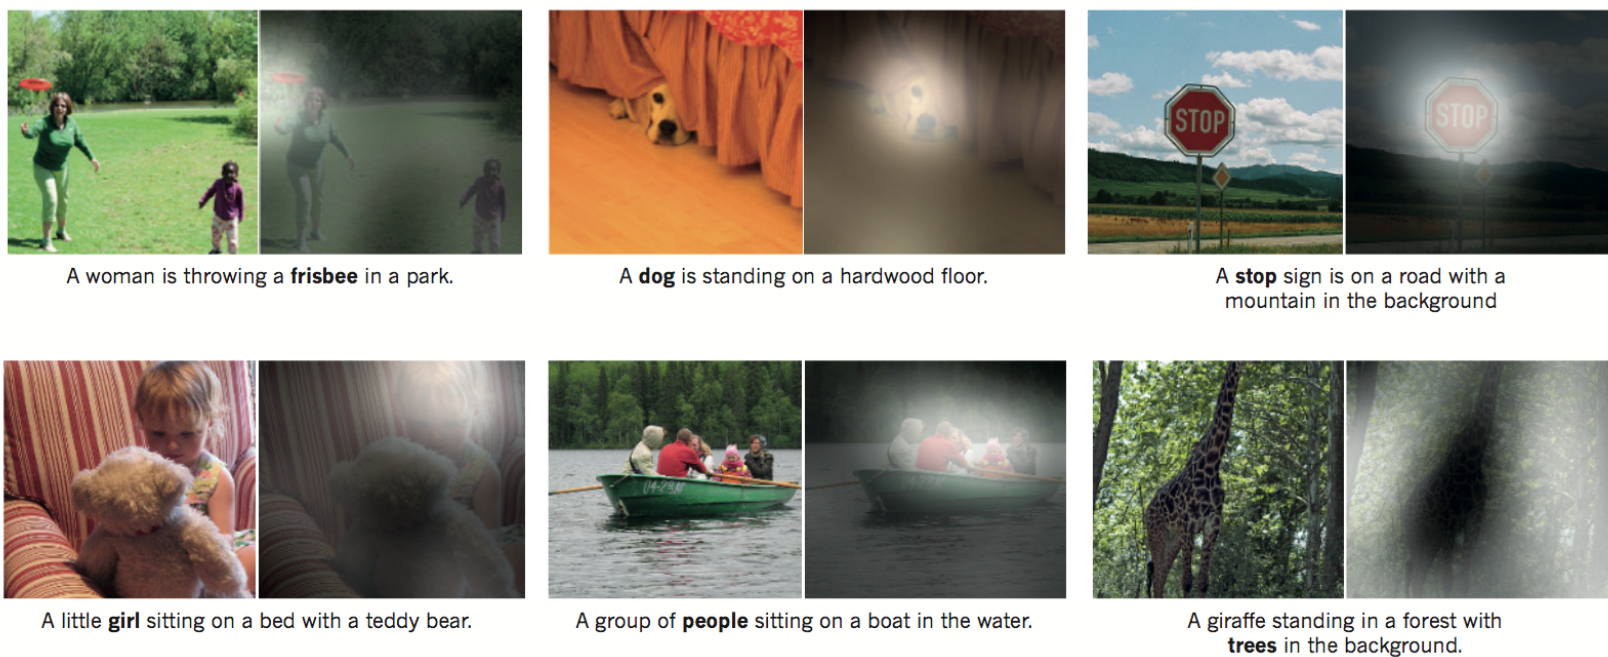 STOP
STOP
A woman is throwing a frisbee in a park.
A dog is standing on a hardwood floor.
A stop sign is on a road with a
mountain in the background
A little girl sitting on a bed with a teddy bear.
A group of people sitting on a boat in the water.
A giraffe standing in a forest with
trees in the background.